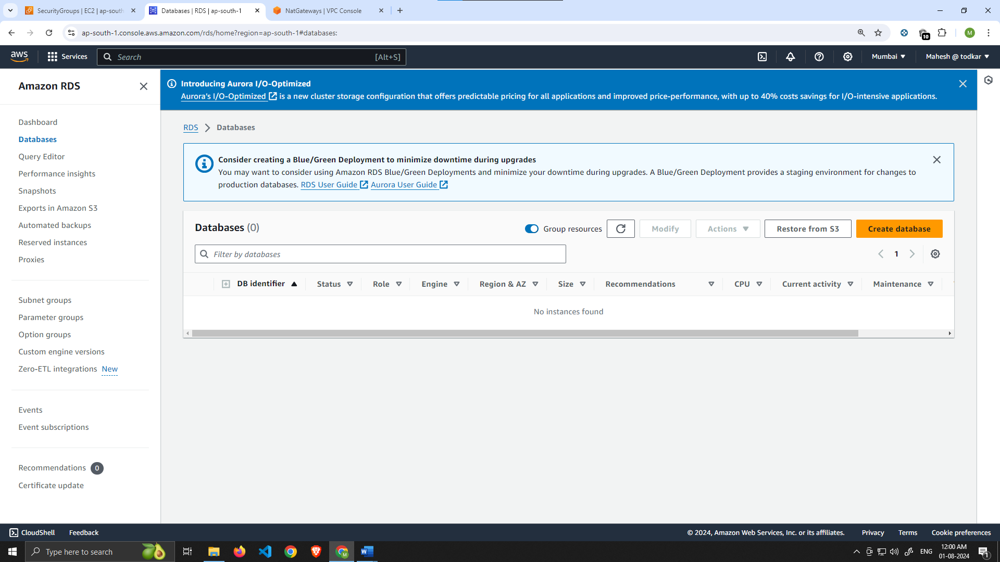 SecurityGroups | EC2 | ap-south
Databases | RDS | ap-south-1
NatGateways | VPC Console
ap-south-1.console.aws.amazon.com/rds/home?region=ap-south-1#databases:
10
M
aws
Services
Search
[Alt+S]
Mumbai
Mahesh @ todkar
Amazon RDS
Dashboard
Databases
Query Editor
Performance insights
Snapshots
Exports in Amazon S3
Automated backups
Reserved instances
Proxies
Subnet groups
Parameter groups
Option groups
Custom engine versions
Zero-ETL integrations New
Events
Event subscriptions
Recommendations 0
Certificate update
Introducing Aurora I/O-Optimized
Aurora's I/O-Optimized is a new cluster storage configuration that offers predictable pricing for all applications and improved price-performance, with up to 40% costs savings for I/O-intensive applications.
RDS
Databases
Consider creating a Blue/Green Deployment to minimize downtime during upgrades
You may want to consider using Amazon RDS Blue/Green Deployments and minimize your downtime during upgrades. A Blue/Green Deployment provides a staging environment for changes to
production databases. RDS User Guide Aurora User Guide
Databases (0)
Group resources
Modify
Actions
Restore from S3
Create database
Filter by databases
1
DB identifier
Status
Role
Engine
Region & AZ
Size
Recommendations
CPU
Current activity
Maintenance
No instances found
CloudShell
Feedback
© 2024, Amazon Web Services, Inc. or its affiliates.
Privacy
Terms
Cookie preferences
Type here to search
M
W
ENG
12:00 AM
01-08-2024
1